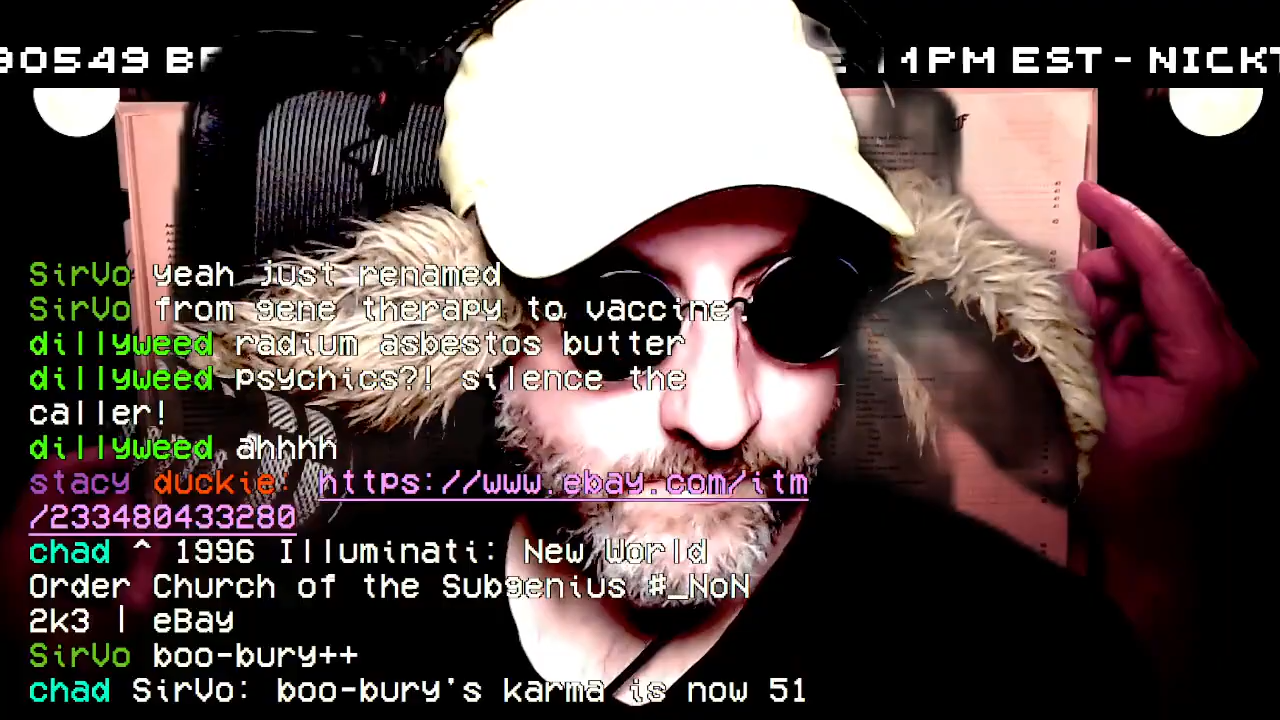 90549 B 1PM EST - NICKT
SirVo yeah just renamed
SirVo from gene therapy to vaccine.
dillyweed radium asbestos butter
dillyweed psychics?! silence the
caller!
dillyweed ahhhh
stacy duckie: https://www.ebay.com/itm
/233480433280
chad ^ 1996 Illuminati: New World
Order Church of the Subgenius #_NoN
2k3 | eBay
SirVo boo-bury++
chad SirVo: boo-bury's karma is now 51